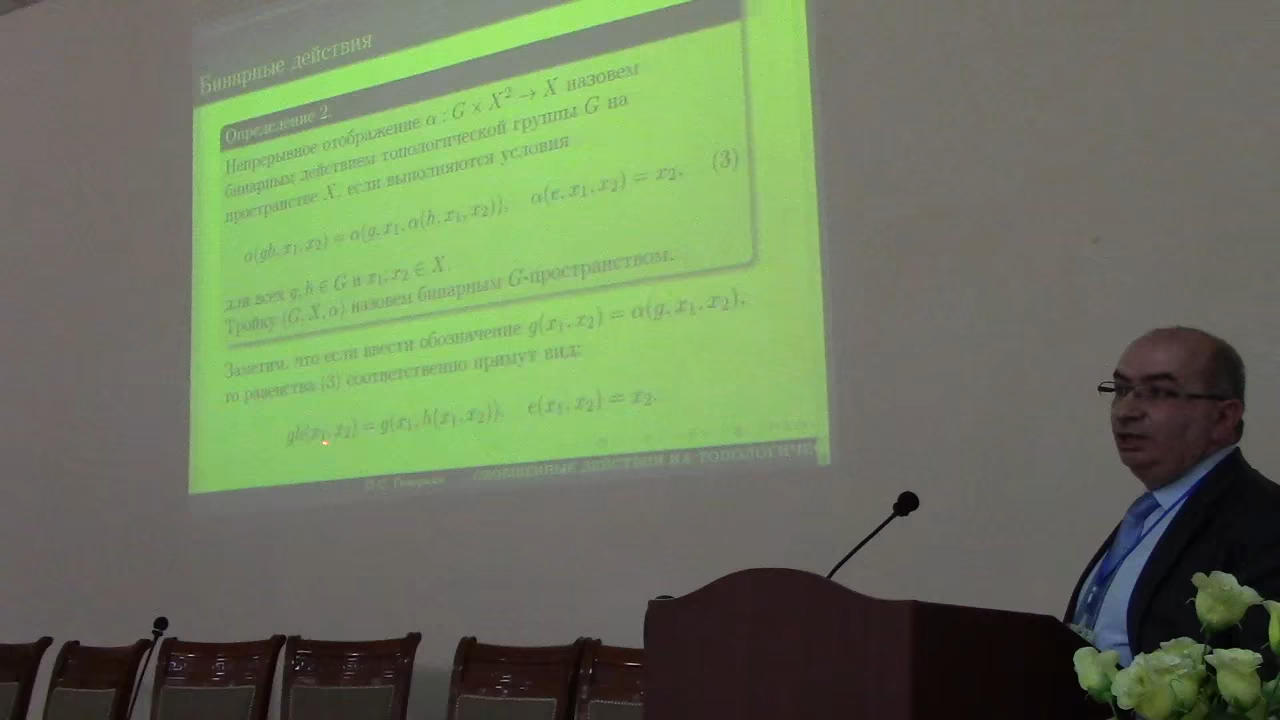 Бинарные действия
Определение 2.
Непрерывное отображение α : G × X² → X назовем
бинарным действием топологической группы G на
пространстве X, если выполняются условия
α(gh, x₁, x₂) = α(g, x₁, α(h, x₁, x₂)), α(e, x₁, x₂) = x₂, (3)
для всех g, h ∈ G и x₁, x₂ ∈ X.
Тройку (G, X, α) назовем бинарным G-пространством.
Заметим, что если ввести обозначение g(x₁, x₂) = α(g, x₁, x₂),
то равенства (3) соответственно примут вид:
gh(x₁, x₂) = g(x₁, h(x₁, x₂)), e(x₁, x₂) = x₂.
ДЕЙСТВИЯ НА